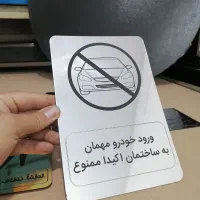 ورود خودرو مهمان
به ساختمان اکیدا ممنوع